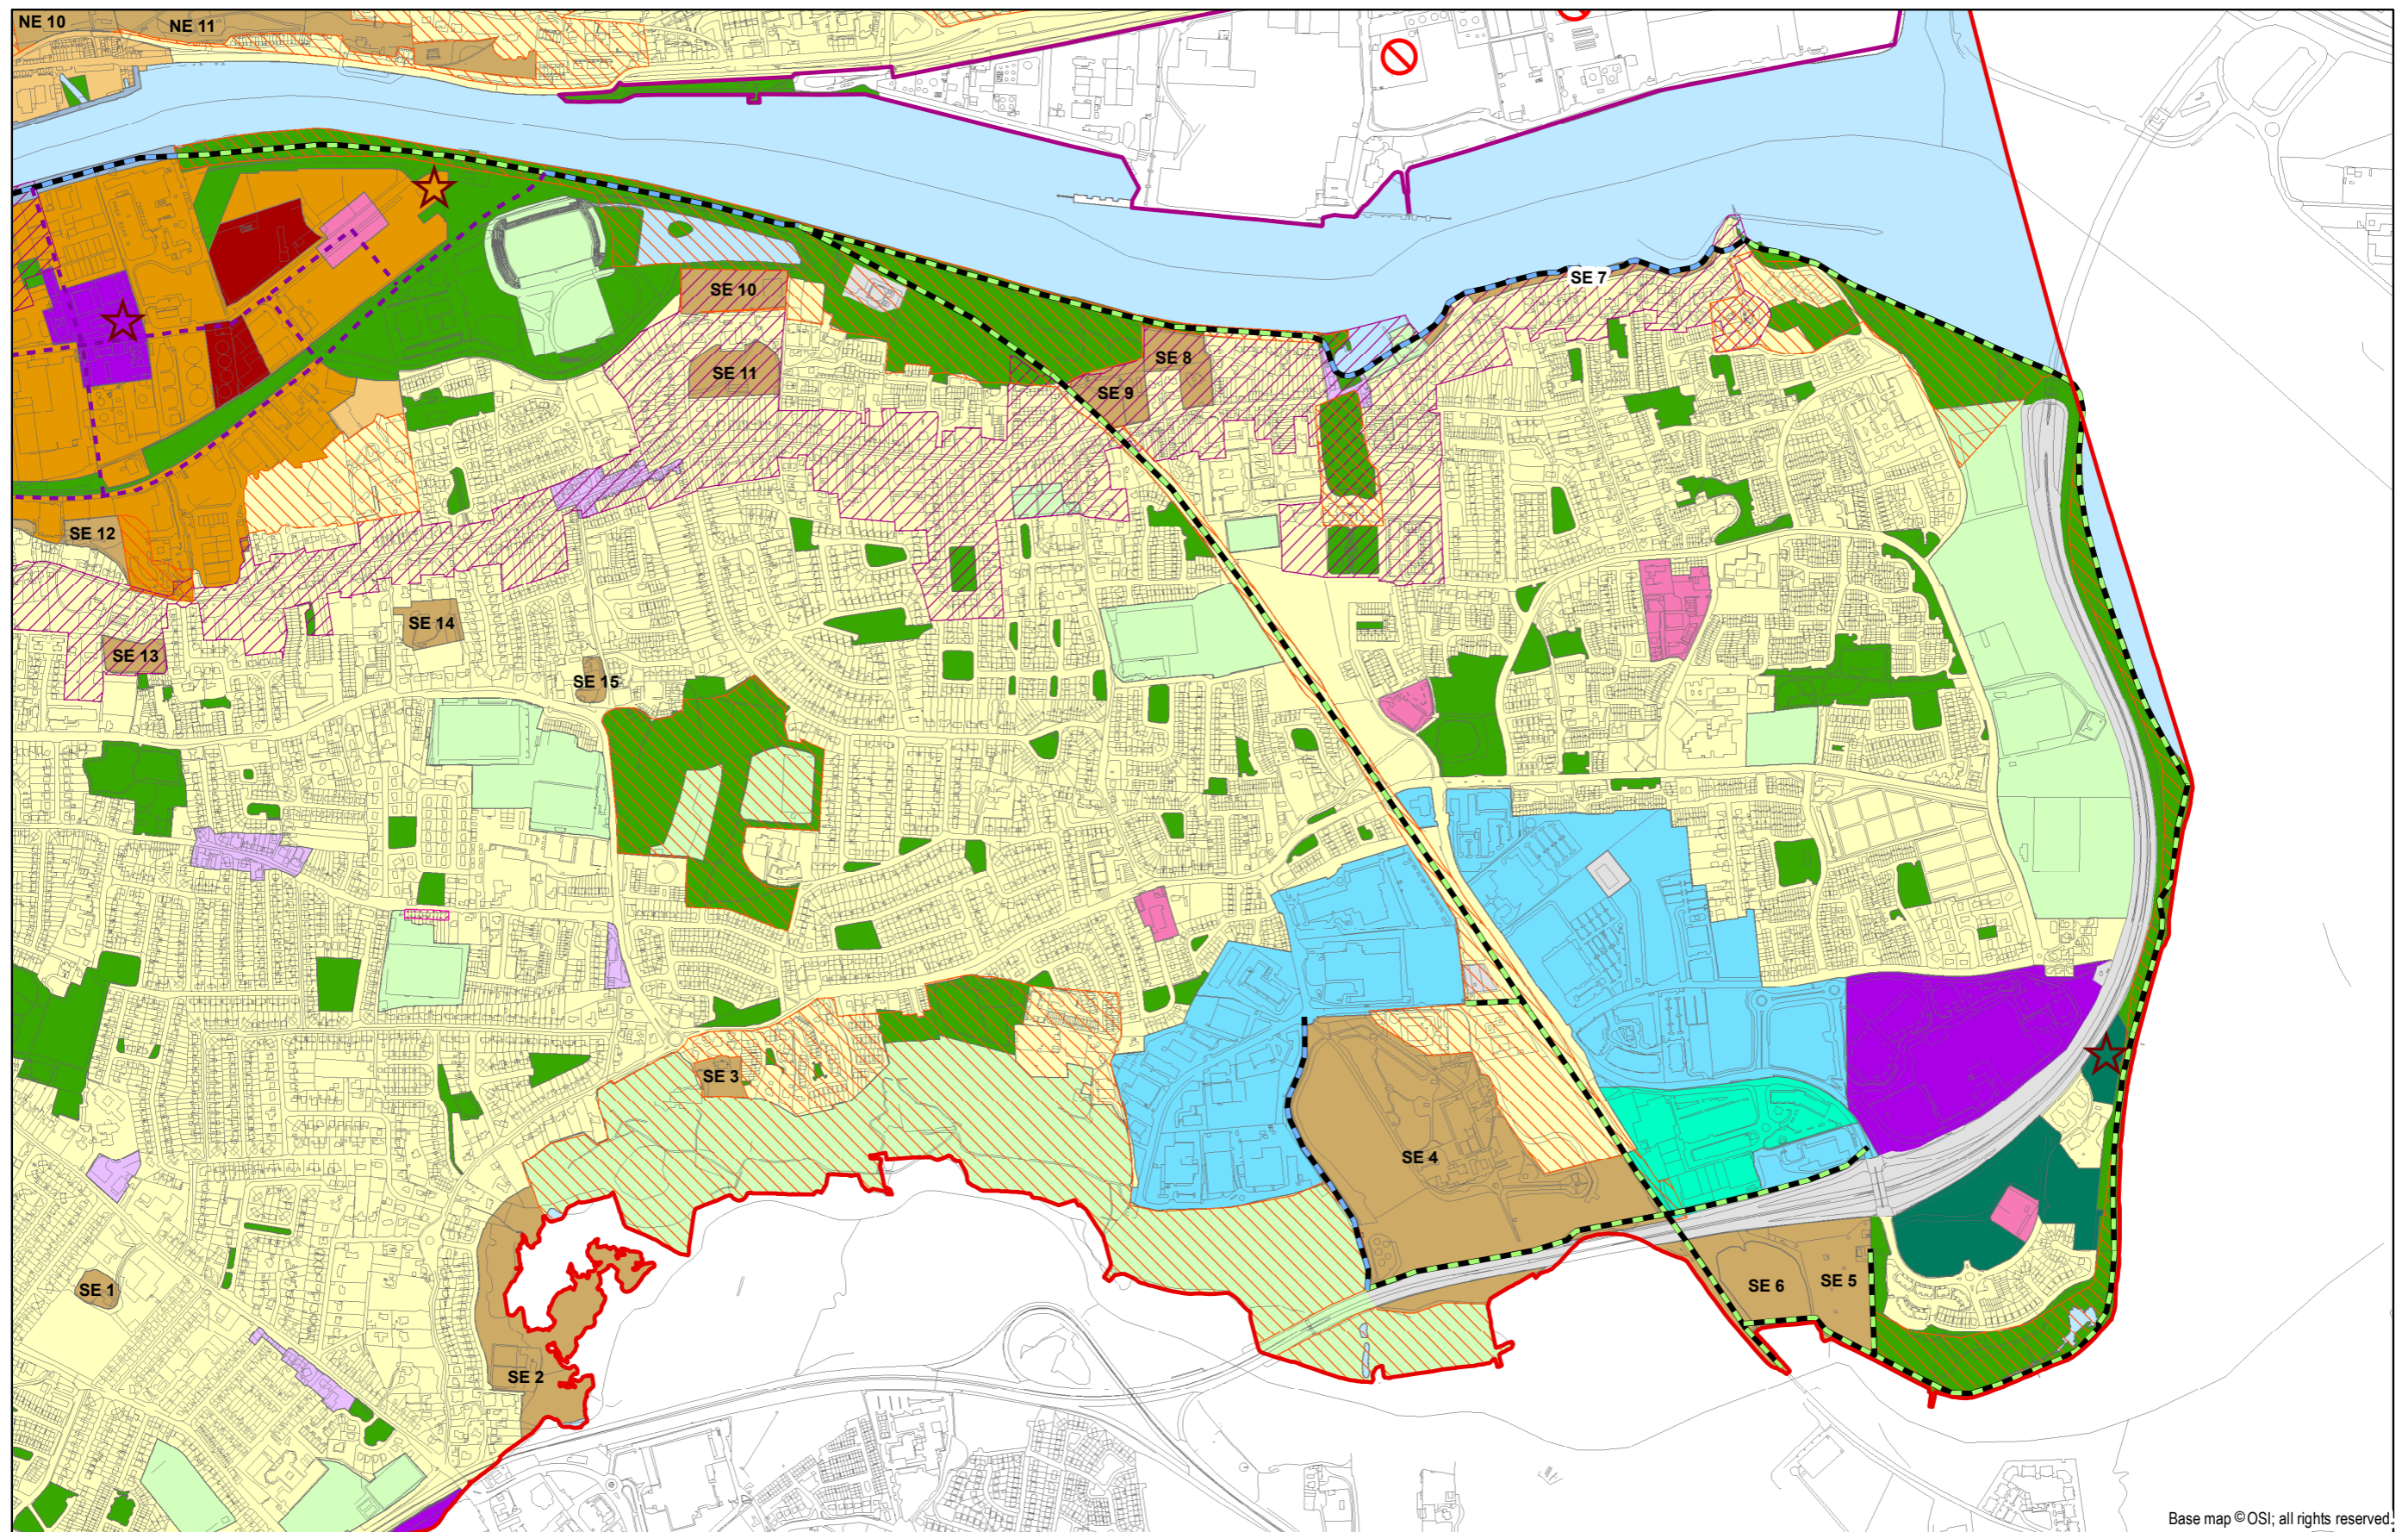 NE 10
NE 11
SE 7
SE 10
SE 8
SE 11
SE 9
SE 12
SE 14
SE 13
SE 15
SE 3
SE 4
SE 5
SE 6
SE 1
SE 2
Base map © OSI; all rights reserved.